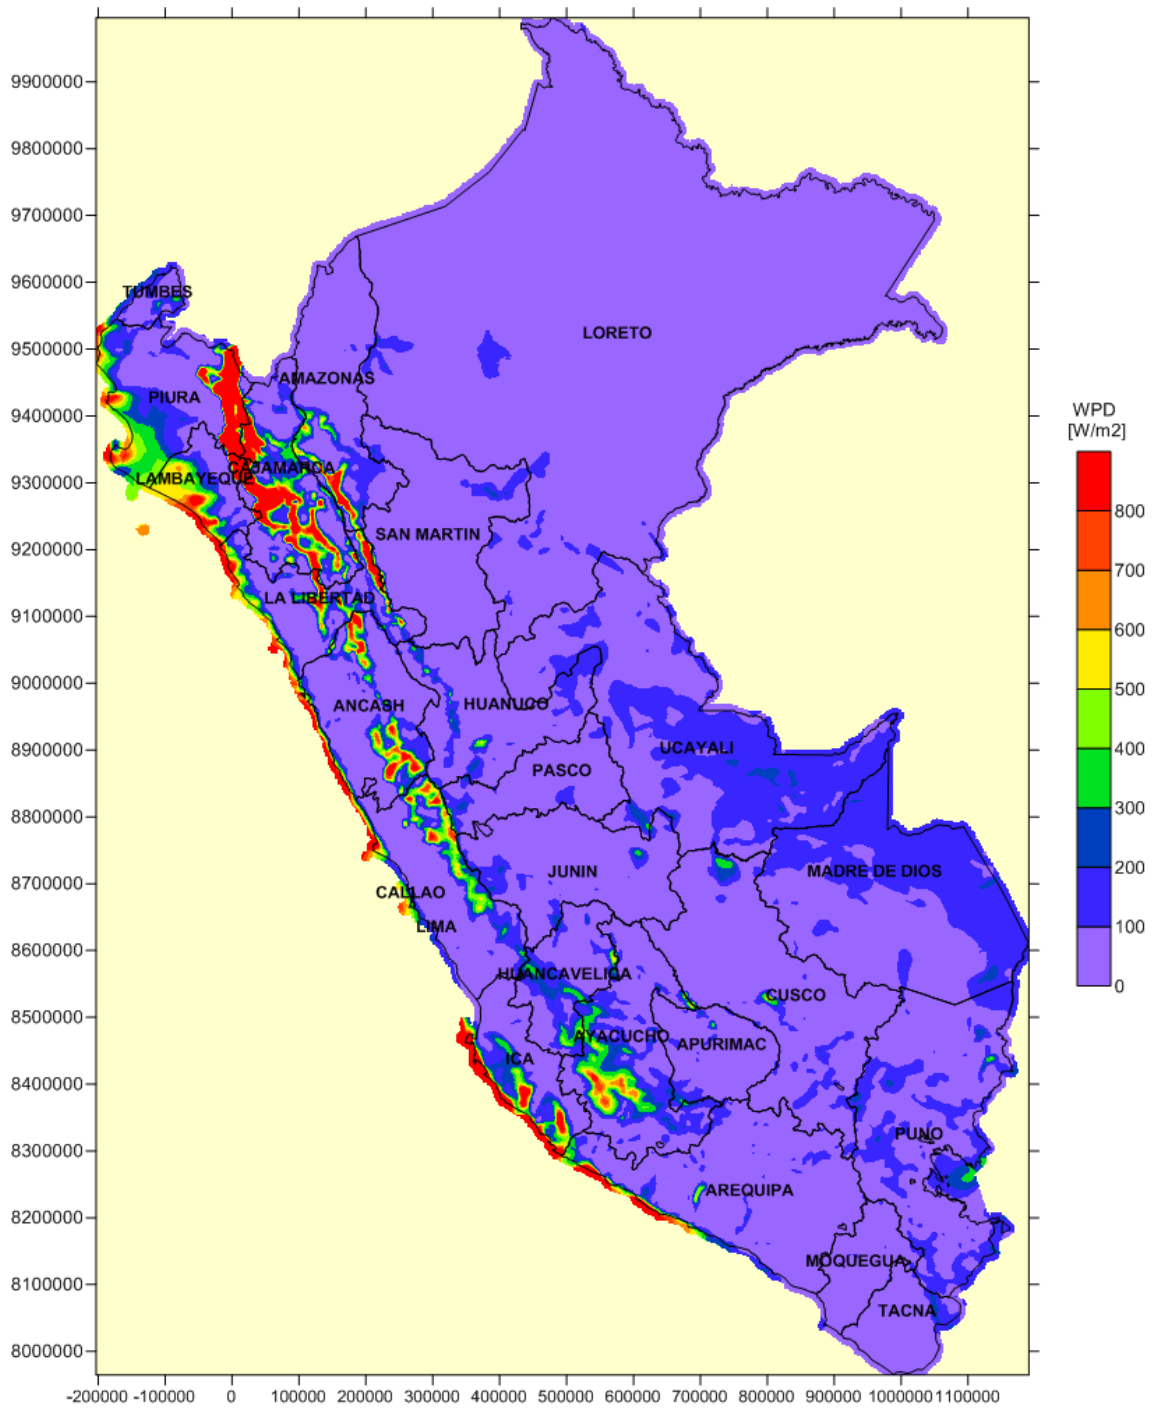 9900000
9800000
9700000
9600000
9500000
9400000
9300000
9200000
9100000
9000000
8900000
8800000
8700000
8600000
8500000
8400000
8300000
8200000
8100000
8000000
TUMBES
LORETO
AMAZONAS
PIURA
CAJAMARCA
LAMBAYEQUE
SAN MARTIN
LA LIBERTAD
ANCASH
HUANUCO
UCAYALI
PASCO
JUNIN
MADRE DE DIOS
CALLAO
LIMA
HUANCAVELICA
CUSCO
AYACUCHO
APURIMAC
ICA
PUNO
AREQUIPA
MOQUEGUA
TACNA
WPD
[W/m2]
800
700
600
500
400
300
200
100
0
-200000 -100000 0 100000 200000 300000 400000 500000 600000 700000 800000 900000 1000000 1100000